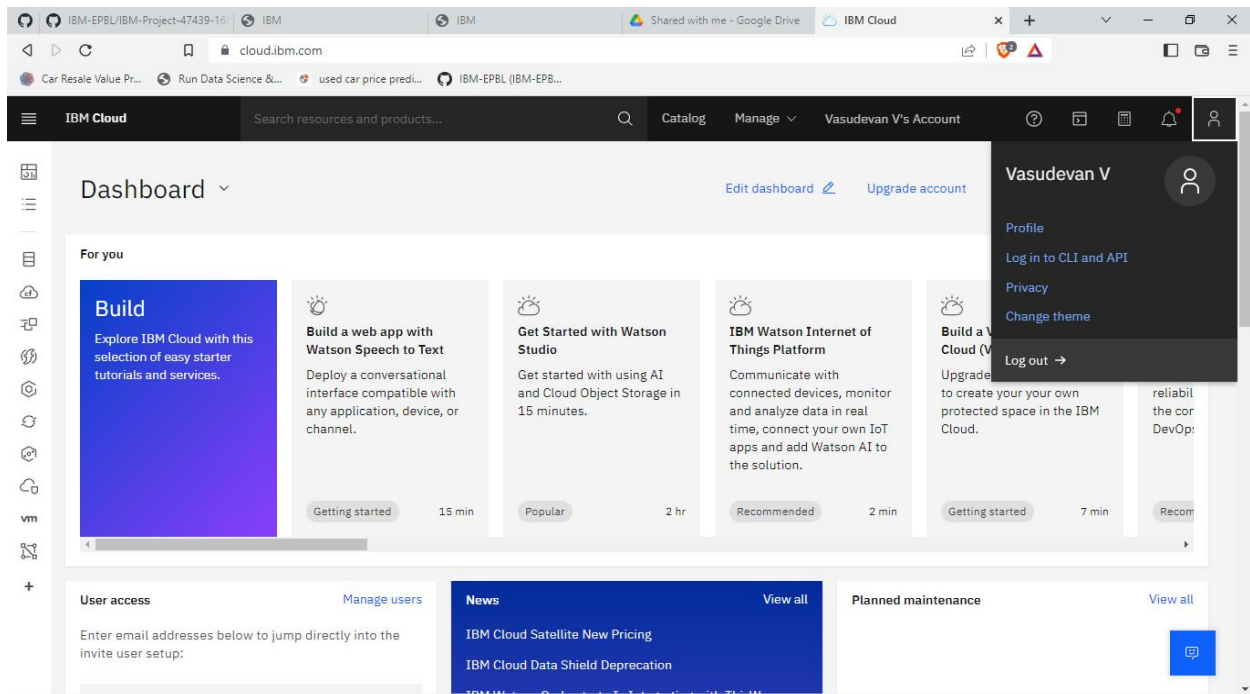 IBM-EPBL/IBM-Project-47439-16
IBM
IBM
Shared with me - Google Drive
IBM Cloud
cloud.ibm.com
Car Resale Value Pr...
Run Data Science &...
used car price predi...
IBM-EPBL (IBM-EPB...
IBM Cloud
Search resources and products...
Catalog
Manage
Vasudevan V's Account
Vasudevan V
Profile
Log in to CLI and API
Privacy
Change theme
Log out →
Dashboard
Edit dashboard
Upgrade account
For you
Build
Explore IBM Cloud with this
selection of easy starter
tutorials and services.
Build a web app with
Watson Speech to Text
Deploy a conversational
interface compatible with
any application, device, or
channel.
Getting started
15 min
Get Started with Watson
Studio
Get started with using AI
and Cloud Object Storage in
15 minutes.
Popular
2 hr
IBM Watson Internet of
Things Platform
Communicate with
connected devices, monitor
and analyze data in real
time, connect your own IoT
apps and add Watson AI to
the solution.
Recommended
2 min
Build a V
Cloud (V
Upgrade
to create your your own
protected space in the IBM
Cloud.
Getting started
7 min
reliabil
the cor
DevOps
Recom
vm
User access
Manage users
Enter email addresses below to jump directly into the
invite user setup:
News
View all
IBM Cloud Satellite New Pricing
IBM Cloud Data Shield Deprecation
Planned maintenance
View all